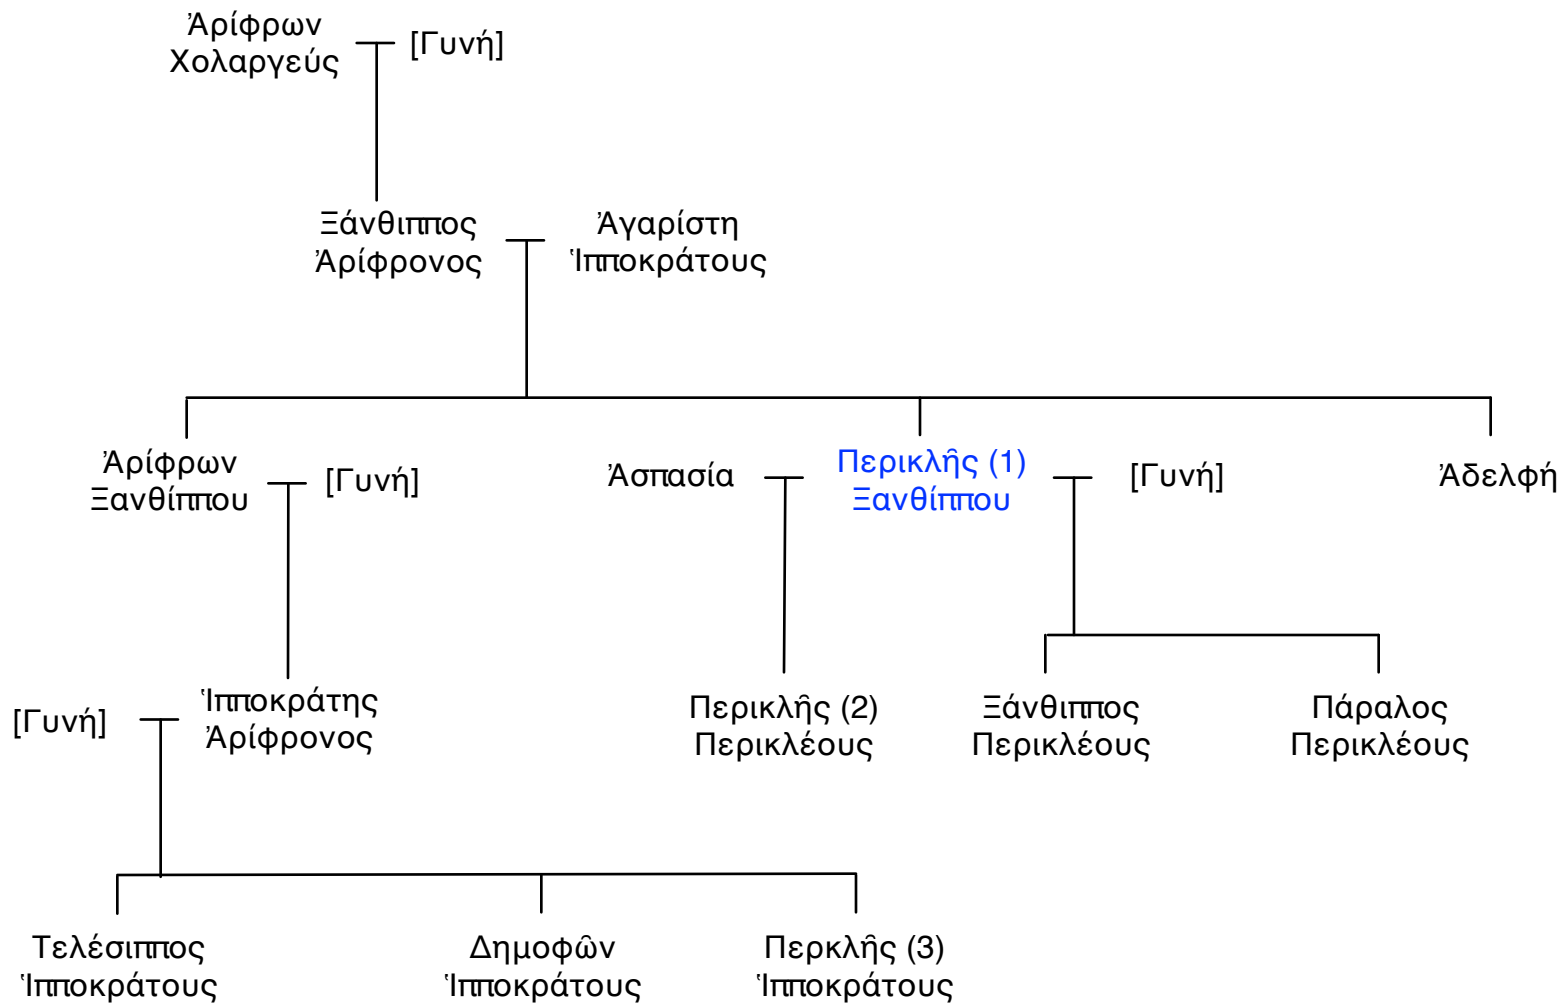 Ἀρίφρων
Χολαργεύς
[Γυνή]
Ξάνθιππος
Ἀρίφρονος
Ἀγαρίστη
Ἱπποκράτους
Ἀρίφρων
Ξανθίππου
[Γυνή]
Ἀσπασία
Περικλῆς (1)
Ξανθίππου
[Γυνή]
Ἀδελφή
[Γυνή]
Ἱπποκράτης
Ἀρίφρονος
Περικλῆς (2)
Περικλέους
Ξάνθιππος
Περικλέους
Πάραλος
Περικλέους
Τελέσιππος
Ἱπποκράτους
Δημοφῶν
Ἱπποκράτους
Περκλῆς (3)
Ἱπποκράτους